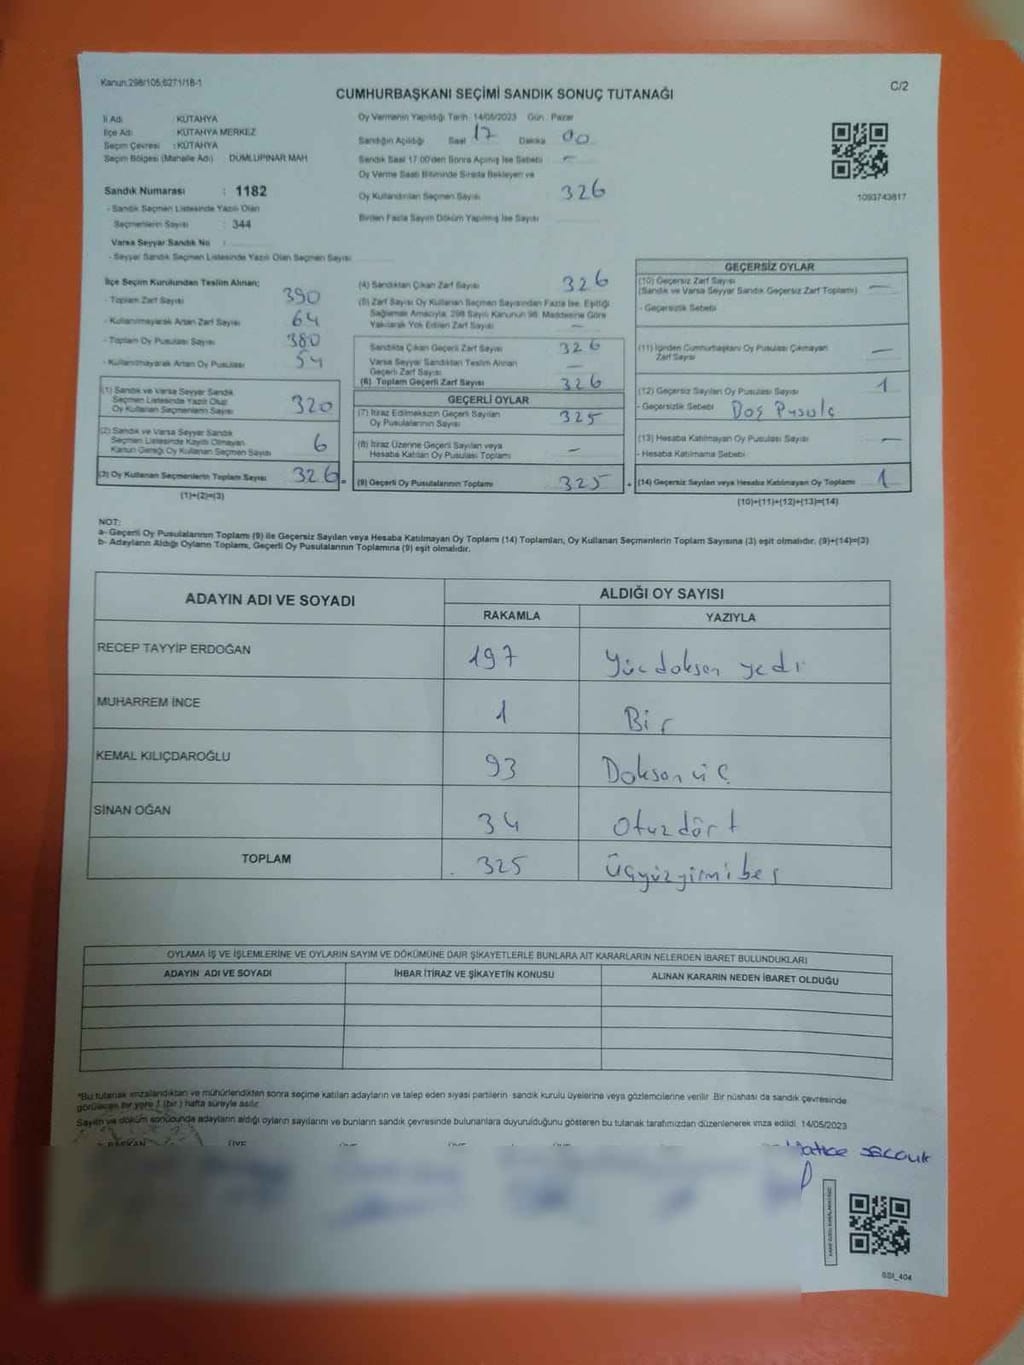 Kanun:298/105,6271/18-1
C/2
CUMHURBAŞKANI SEÇİMİ SANDIK SONUÇ TUTANAĞI
İl Adı : KÜTAHYA
İlçe Adı : KÜTAHYA MERKEZ
Seçim Çevresi : KÜTAHYA
Seçim Bölgesi (Mahalle Adı) : DUMLUPINAR MAH
Sandık Numarası : 1182
- Sandık Seçmen Listesinde Yazılı Olan
Seçmenlerin Sayısı : 344
Varsa Seyyar Sandık No :
- Seyyar Sandık Seçmen Listesinde Yazılı Olan Seçmen Sayısı
Oy Vermenin Yapıldığı Tarih :14/05/2023 Gün : Pazar
Sandığın Açıldığı Saat 17 Dakika 00
Sandık Saat 17:00'den Sonra Açılmış İse Sebebi -
Oy Verme Saati Bitiminde Sırada Bekleyen ve
Oy Kullandırılan Seçmen Sayısı 326
Birden Fazla Sayım Döküm Yapılmış İse Sayısı
1093743817
İlçe Seçim Kurulundan Teslim Alınan;
- Toplam Zarf Sayısı 390
- Kullanılmayarak Artan Zarf Sayısı 64
- Toplam Oy Pusulası Sayısı 380
- Kullanılmayarak Artan Oy Pusulası 54
(1) Sandık ve Varsa Seyyar Sandık
Seçmen Listesinde Yazılı Olup
Oy Kullanan Seçmenlerin Sayısı 320
(2) Sandık ve Varsa Seyyar Sandık
Seçmen Listesinde Kayıtlı Olmayan
Kanun Gereği Oy Kullanan Seçmen Sayısı 6
(3) Oy Kullanan Seçmenlerin Toplam Sayısı 326
(1)+(2)=(3)
(4) Sandıktan Çıkan Zarf Sayısı 326
(5) Zarf Sayısı Oy Kullanan Seçmen Sayısından Fazla İse, Eşitliği
Sağlamak Amacıyla, 298 Sayılı Kanunun 98. Maddesine Göre
Yakılarak Yok Edilen Zarf Sayısı -
Sandıkta Çıkan Geçerli Zarf Sayısı 326
Varsa Seyyar Sandıktan Teslim Alınan
Geçerli Zarf Sayısı -
(6) Toplam Geçerli Zarf Sayısı 326
GEÇERLİ OYLAR
(7) İtiraz Edilmeksizin Geçerli Sayılan
Oy Pusulalarının Sayısı 325
(8) İtiraz Üzerine Geçerli Sayılan veya
Hesaba Katılan Oy Pusulası Toplamı -
(9) Geçerli Oy Pusulalarının Toplamı 325
GEÇERSİZ OYLAR
(10) Geçersiz Zarf Sayısı
(Sandık ve Varsa Seyyar Sandık Geçersiz Zarf Toplamı) -
- Geçersizlik Sebebi
(11) İçinden Cumhurbaşkanı Oy Pusulası Çıkmayan
Zarf Sayısı -
(12) Geçersiz Sayılan Oy Pusulası Sayısı 1
- Geçersizlik Sebebi Boş Pusula
(13) Hesaba Katılmayan Oy Pusulası Sayısı -
- Hesaba Katılmama Sebebi
(14) Geçersiz Sayılan veya Hesaba Katılmayan Oy Toplamı 1
(10)+(11)+(12)+(13)=(14)
NOT:
a- Geçerli Oy Pusulalarının Toplamı (9) ile Geçersiz Sayılan veya Hesaba Katılmayan Oy Toplamı (14) Toplamları, Oy Kullanan Seçmenlerin Toplam Sayısına (3) eşit olmalıdır. (9)+(14)=(3)
b- Adayların Aldığı Oyların Toplamı, Geçerli Oy Pusulalarının Toplamına (9) eşit olmalıdır.
ADAYIN ADI VE SOYADI
ALDIĞI OY SAYISI
RAKAMLA YAZIYLA
RECEP TAYYİP ERDOĞAN 197 Yüzdoksan yedi
MUHARREM İNCE 1 Bir
KEMAL KILIÇDAROĞLU 93 Doksan üç
SİNAN OĞAN 34 Otuzdört
TOPLAM 325 Üçyüzyirmibeş
OYLAMA İŞ VE İŞLEMLERİNE VE OYLARIN SAYIM VE DÖKÜMÜNE DAİR ŞİKAYETLERLE BUNLARA AİT KARARLARIN NELERDEN İBARET BULUNDUKLARI
ADAYIN ADI VE SOYADI İHBAR İTİRAZ VE ŞİKAYETİN KONUSU ALINAN KARARIN NEDEN İBARET OLDUĞU
*Bu tutanak imzalandıktan ve mühürlendikten sonra seçime katılan adayların ve talep eden siyasi partilerin sandık kurulu üyelerine veya gözlemcilerine verilir. Bir nüshası da sandık çevresinde
görülecek bir yere 1 (bir) hafta süreyle asılır.
Sayım ve döküm sonucunda adayların aldığı oyların sayılarını ve bunların sandık çevresinde bulunanlara duyurulduğunu gösteren bu tutanak tarafımızdan düzenlenerek imza edildi. 14/05/2023
BAŞKAN ÜYE
Hatice
SSI_404